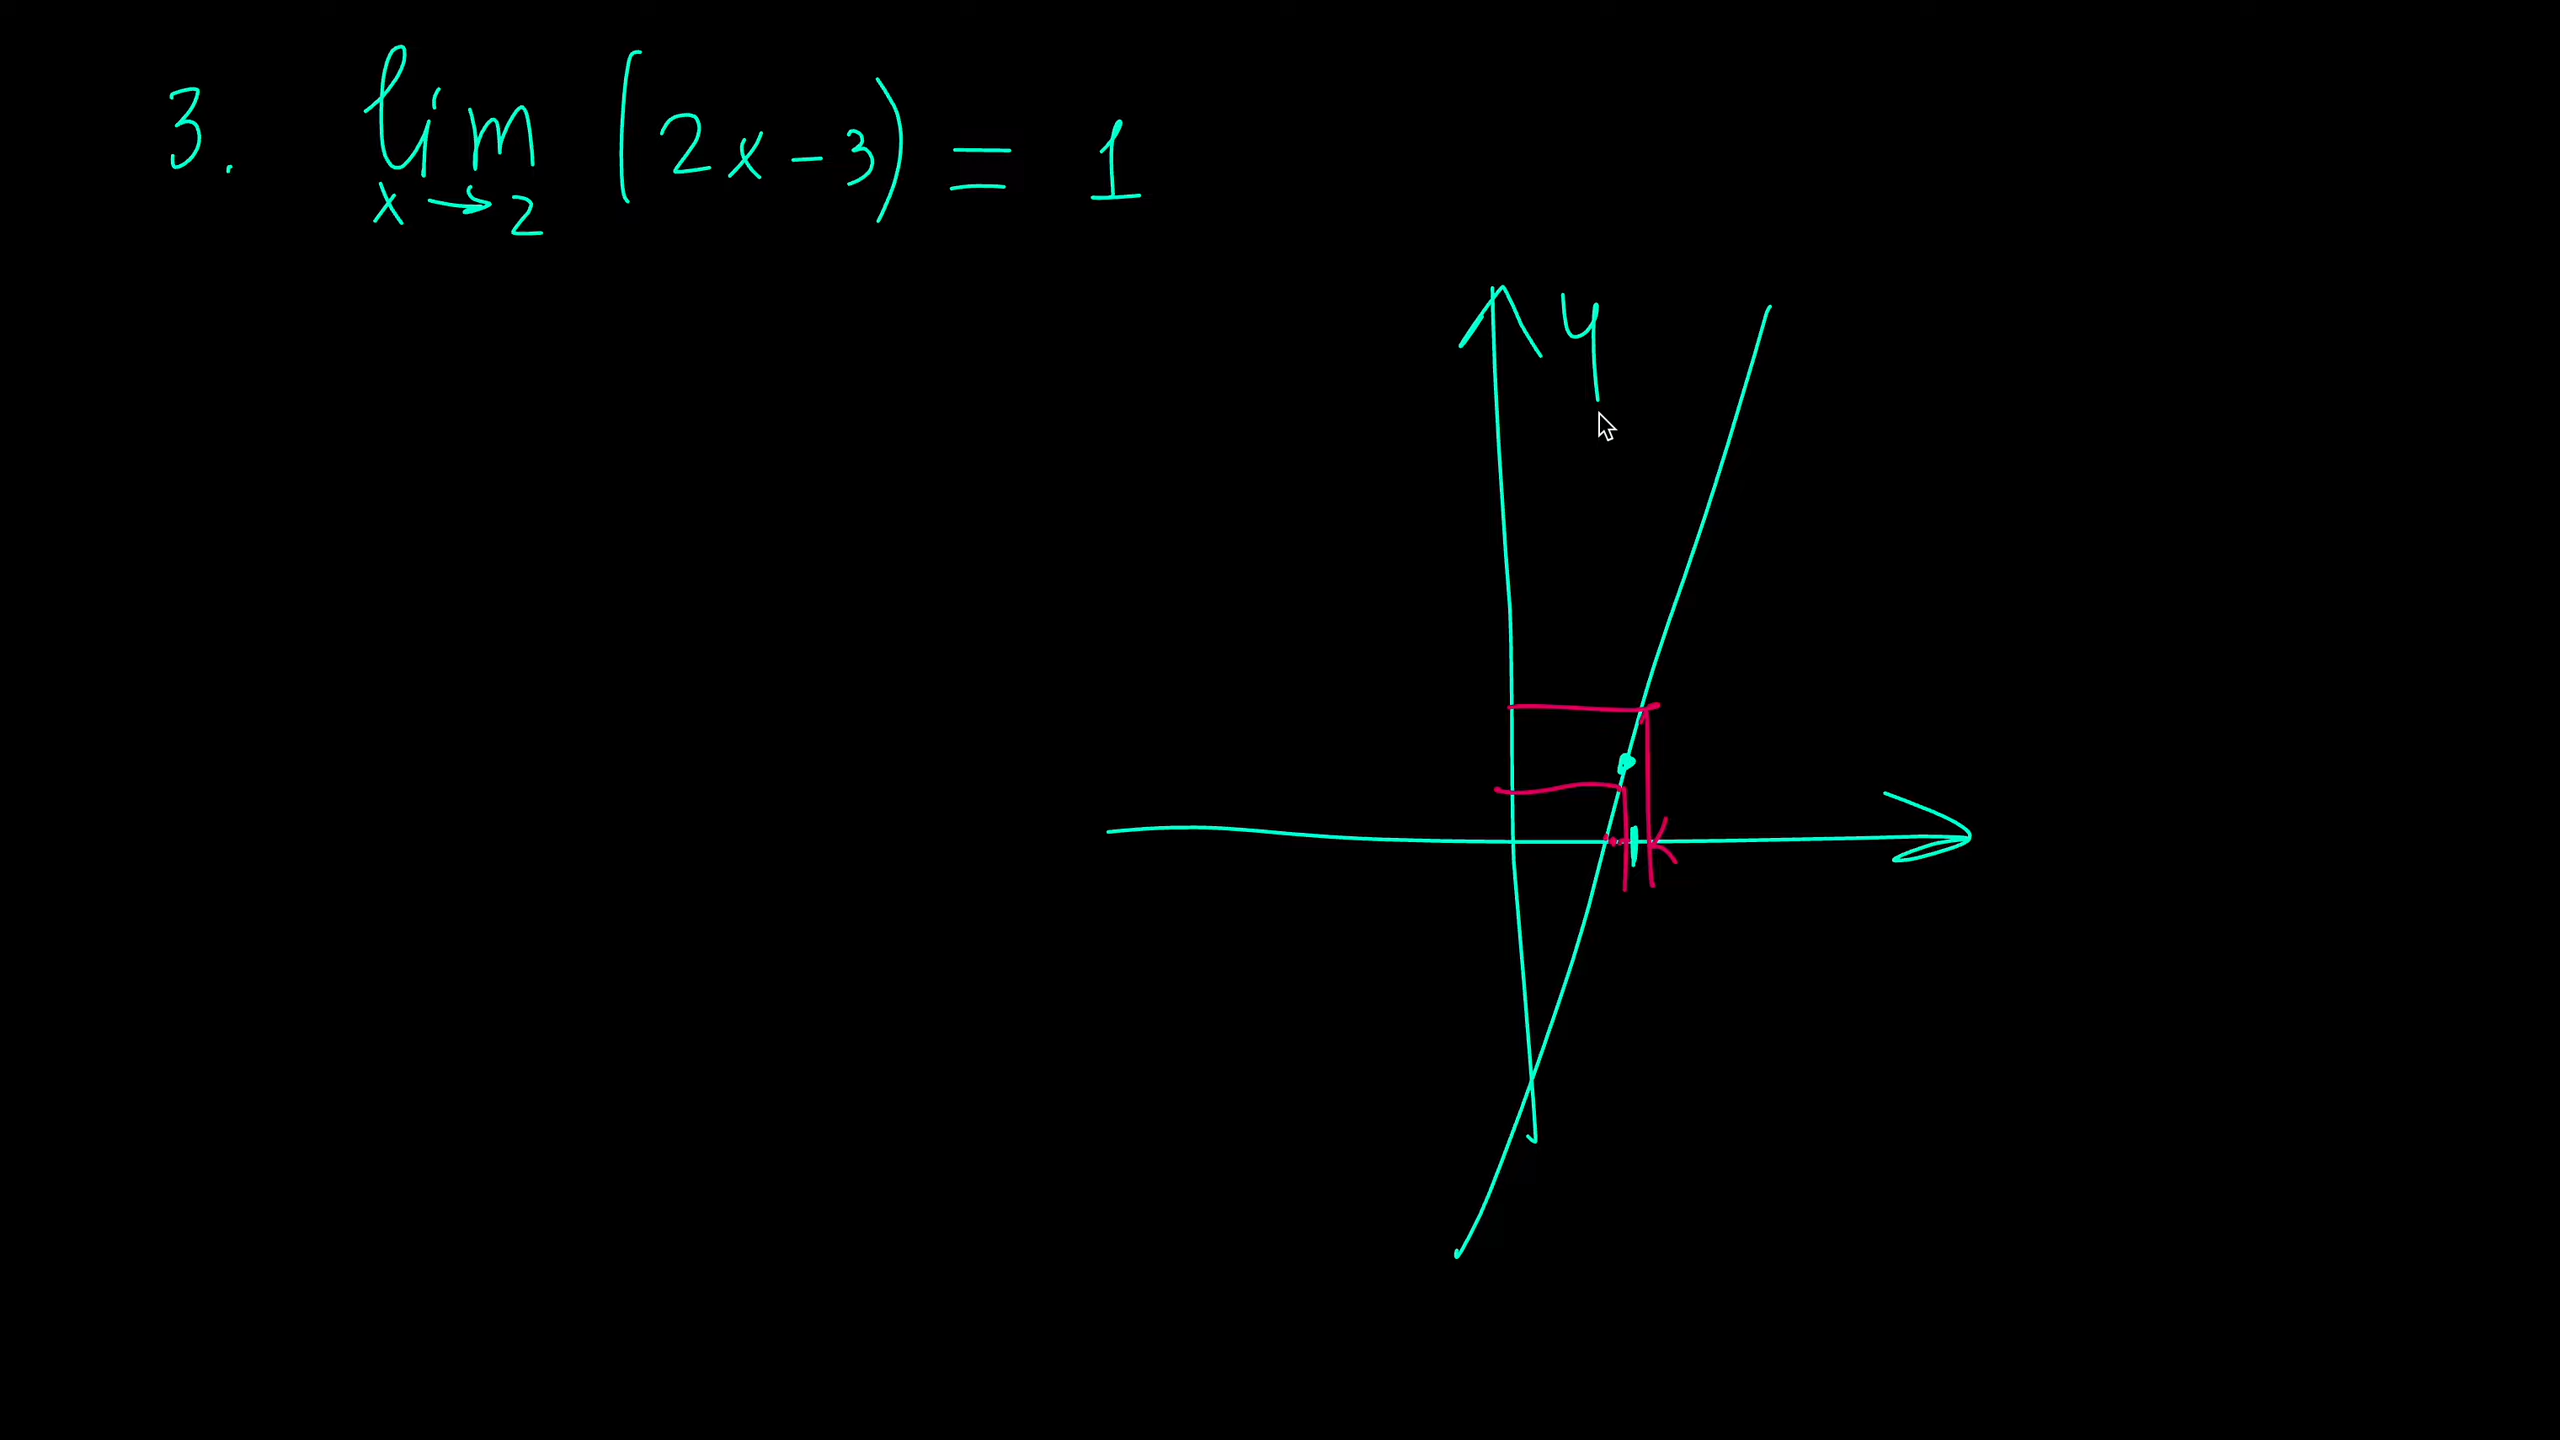 3. lim (2x-3) = 1
x→2
y